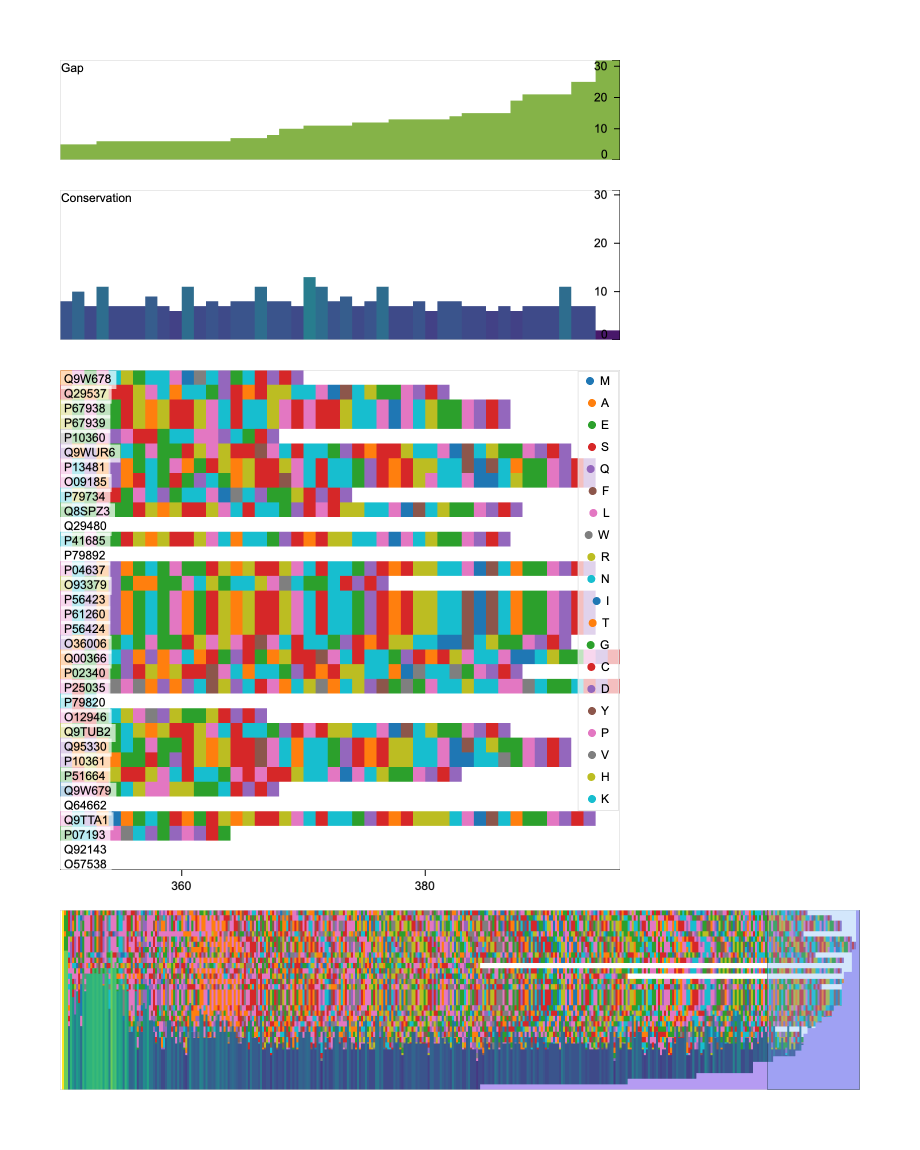 Gap
30
20
10
0
Conservation
30
20
10
0
Q9W678
Q29537
P67938
P67939
P10360
Q9WUR6
P13481
O09185
P79734
Q8SPZ3
Q29480
P41685
P79892
P04637
O93379
P56423
P61260
P56424
O36006
Q00366
P02340
P25035
P79820
O12946
Q9TUB2
Q95330
P10361
P51664
Q9W679
Q64662
Q9TTA1
P07193
Q92143
O57538
M
A
E
S
Q
F
L
W
R
N
I
T
G
C
D
Y
P
V
H
K
360
380